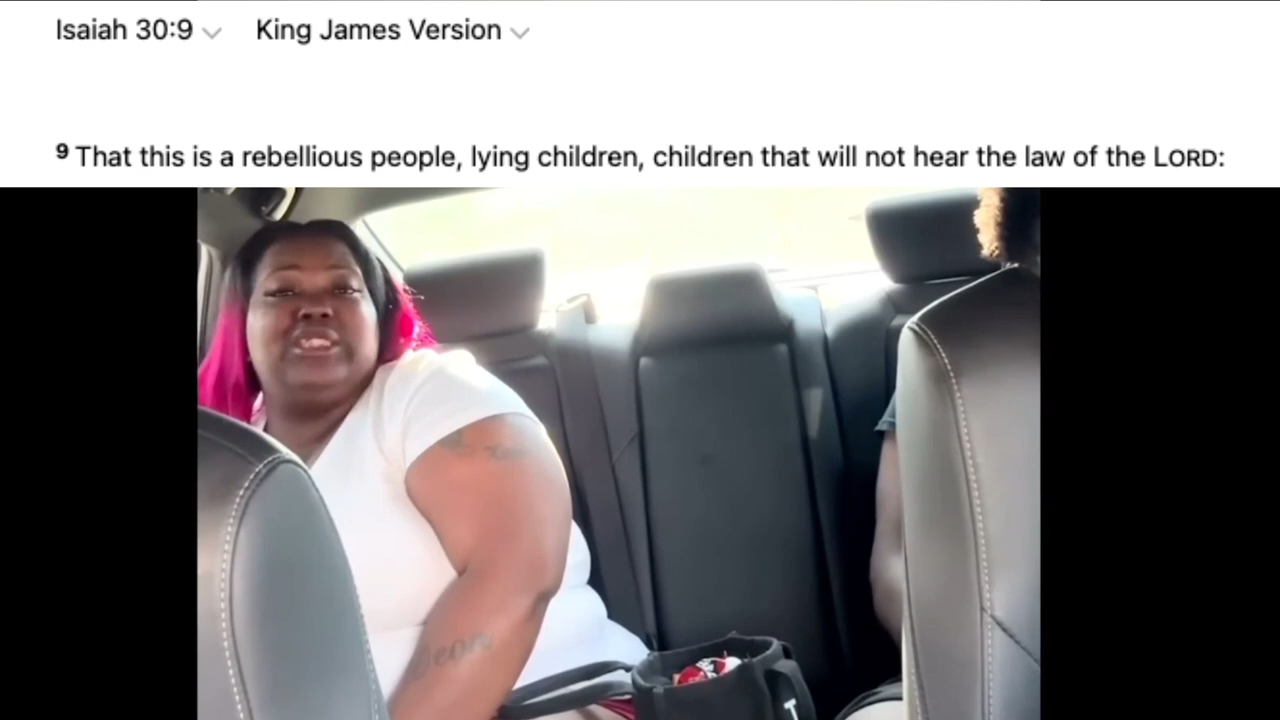 Isaiah 30:9 King James Version
9 That this is a rebellious people, lying children, children that will not hear the law of the LORD:
Deon
T